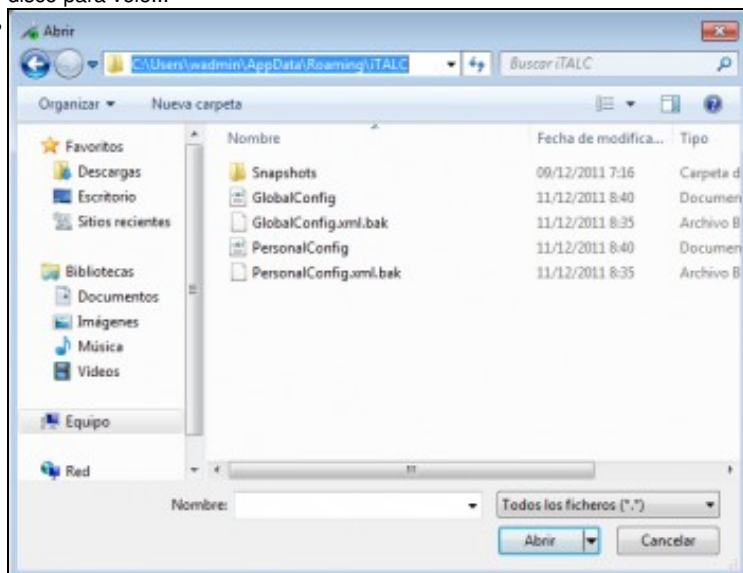 Abrir
C:\Users\wadmin\AppData\Roaming\iTALC
Buscar iTALC
Organizar
Nueva carpeta
Favoritos
Descargas
Escritorio
Sitios recientes
Bibliotecas
Documentos
Imágenes
Música
Vídeos
Equipo
Red
Nombre Fecha de modifica... Tipo
Snapshots 09/12/2011 7:16 Carpeta d
GlobalConfig 11/12/2011 8:40 Documen
GlobalConfig.xml.bak 11/12/2011 8:35 Archivo B
PersonalConfig 11/12/2011 8:40 Documen
PersonalConfig.xml.bak 11/12/2011 8:35 Archivo B
Nombre:
Todos los ficheros (*.*)
Abrir
Cancelar